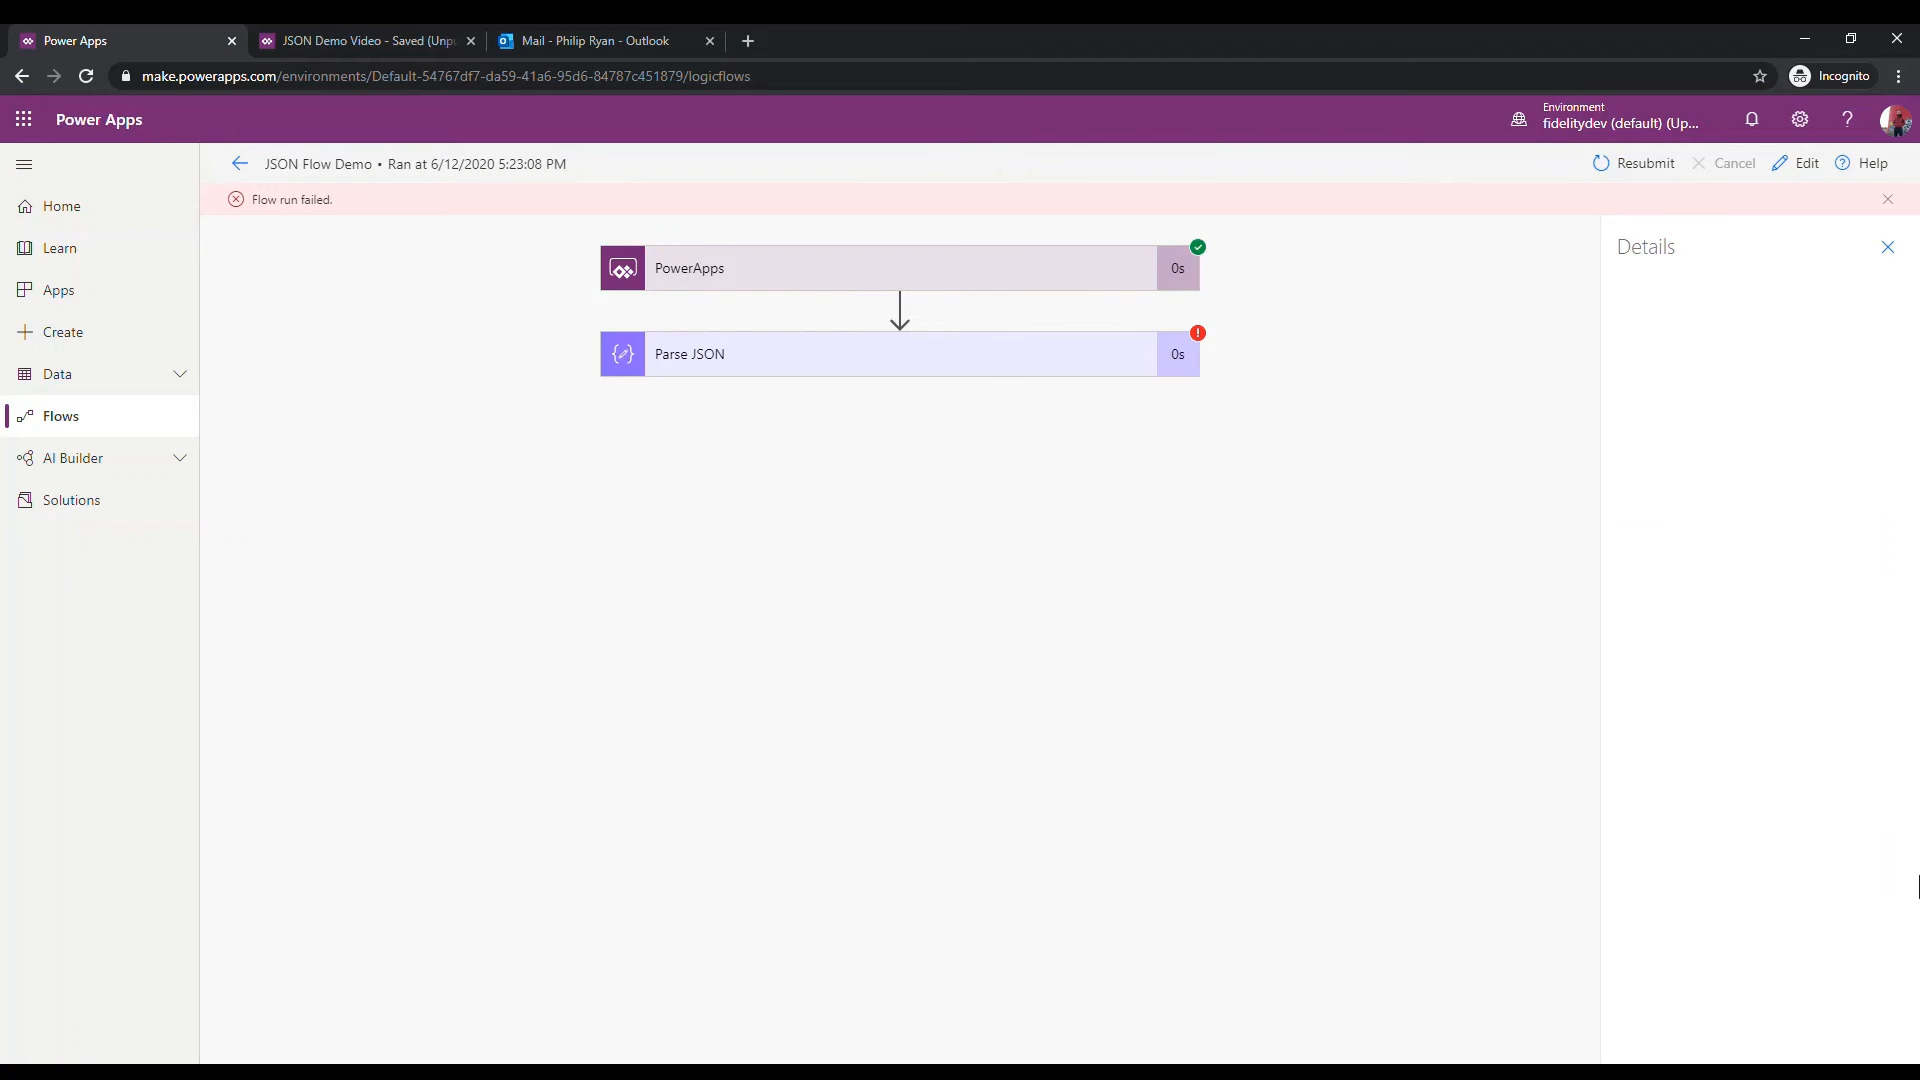 Power Apps
JSON Demo Video - Saved (Unpu
Mail - Philip Ryan - Outlook
make.powerapps.com/environments/Default-54767df7-da59-41a6-95d6-84787c451879/logicflows
Incognito
Power Apps
Environment
fidelitydev (default) (Up...
JSON Flow Demo • Ran at 6/12/2020 5:23:08 PM
Resubmit
Cancel
Edit
Help
Flow run failed.
Home
Learn
Apps
Create
Data
Flows
AI Builder
Solutions
PowerApps
0s
Parse JSON
0s
Details